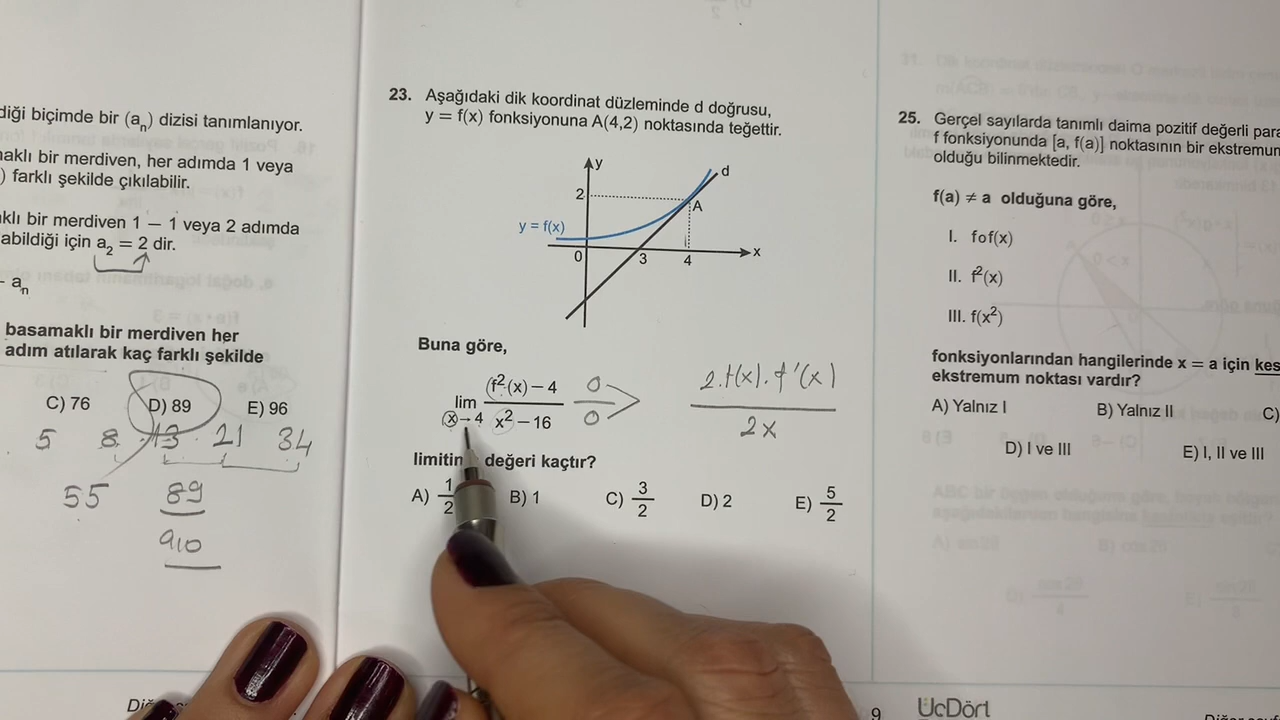 diği biçimde bir (an) dizisi tanımlanıyor.
maklı bir merdiven, her adımda 1 veya
) farklı şekilde çıkılabilir.
klı bir merdiven 1 – 1 veya 2 adımda
abildiği için a2 = 2 dir.
- an
basamaklı bir merdiven her
adım atılarak kaç farklı şekilde
C) 76 D) 89 E) 96
5 8 13 21 34
55 89
910
23. Aşağıdaki dik koordinat düzleminde d doğrusu,
y = f(x) fonksiyonuna A(4,2) noktasında teğettir.
y
d
2
A
y = f(x)
x
0 3 4
Buna göre,
lim x→4 (f²(x) – 4)/(x² – 16) 0/0 > 2.f(x).f'(x)/2x
limitin değeri kaçtır?
A) 1/2 B) 1 C) 3/2 D) 2 E) 5/2
25. Gerçel sayılarda tanımlı daima pozitif değerli
f fonksiyonunda [a, f(a)] noktasının bir ekstremum
olduğu bilinmektedir.
f(a) ≠ a olduğuna göre,
I. fof(x)
II. f²(x)
III. f(x²)
fonksiyonlarından hangilerinde x = a için kes
ekstremum noktası vardır?
A) Yalnız I B) Yalnız II C)
D) I ve III E) I, II ve III
9 ÜçDört